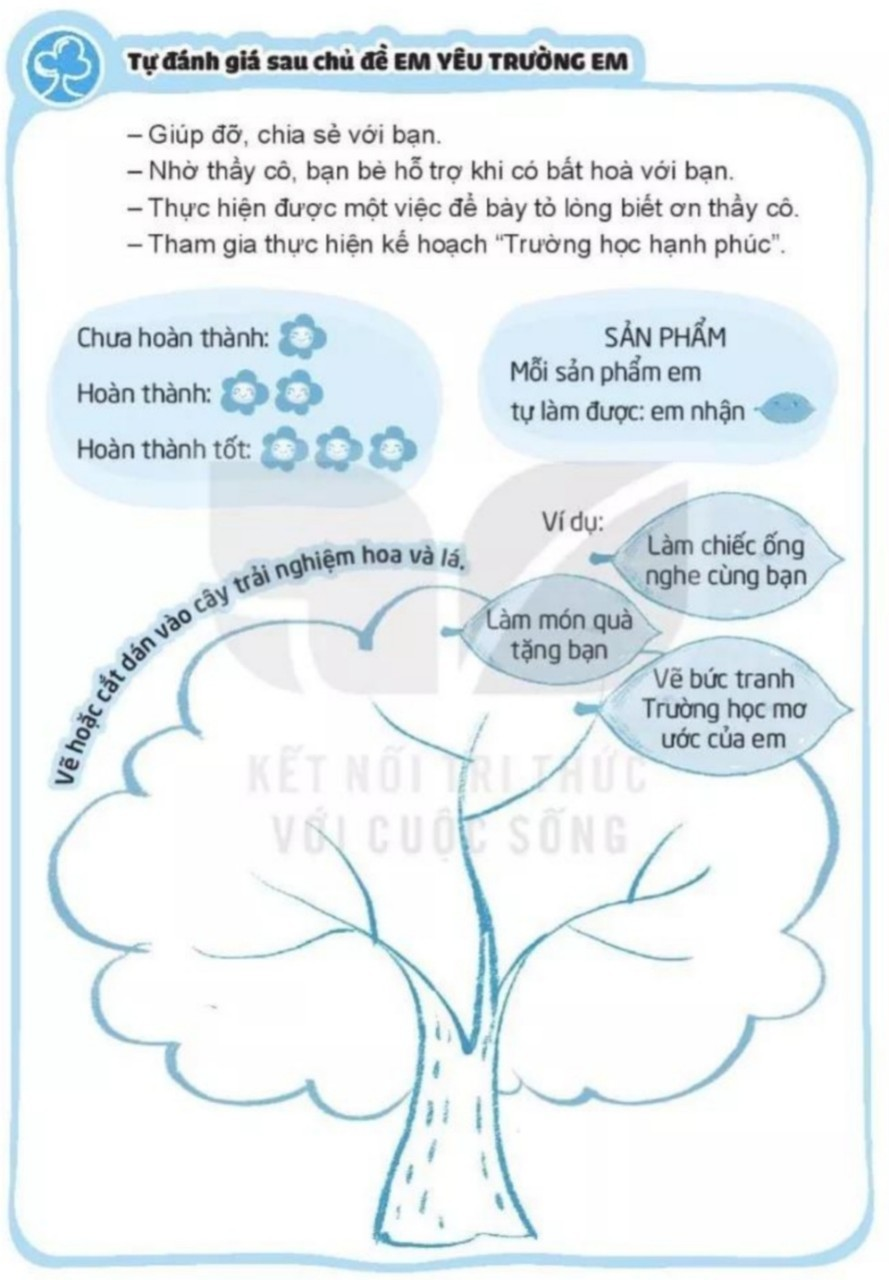 Tự đánh giá sau chủ đề EM YÊU TRƯỜNG EM
– Giúp đỡ, chia sẻ với bạn.
– Nhờ thầy cô, bạn bè hỗ trợ khi có bất hoà với bạn.
– Thực hiện được một việc để bày tỏ lòng biết ơn thầy cô.
– Tham gia thực hiện kế hoạch “Trường học hạnh phúc”.
Chưa hoàn thành:
Hoàn thành:
Hoàn thành tốt:
SẢN PHẨM
Mỗi sản phẩm em
tự làm được: em nhận
Vẽ hoặc cắt dán vào cây trải nghiệm hoa và lá.
Ví dụ:
Làm chiếc ống
nghe cùng bạn
Làm món quà
tặng bạn
Vẽ bức tranh
Trường học mơ
ước của em
KẾT NỐI TRI THỨC
VỚI CUỘC SỐNG